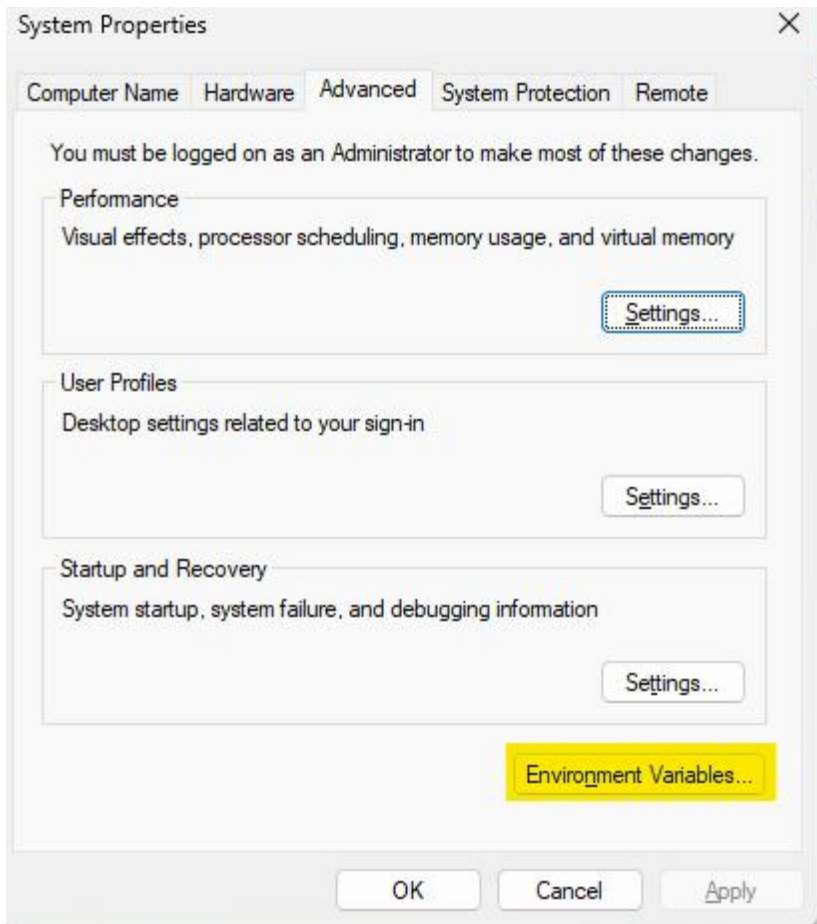 System Properties
Computer Name Hardware Advanced System Protection Remote
You must be logged on as an Administrator to make most of these changes.
Performance
Visual effects, processor scheduling, memory usage, and virtual memory
Settings...
User Profiles
Desktop settings related to your sign-in
Settings...
Startup and Recovery
System startup, system failure, and debugging information
Settings...
Environment Variables...
OK Cancel Apply